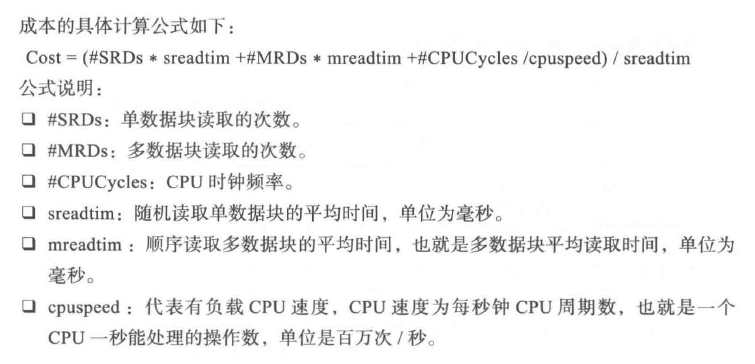 成本的具体计算公式如下：
Cost = (#SRDs * sreadtim +#MRDs * mreadtim +#CPUCycles /cpuspeed) / sreadtim
公式说明：
❏ #SRDs：单数据块读取的次数。
❏ #MRDs：多数据块读取的次数。
❏ #CPUCycles：CPU 时钟频率。
❏ sreadtim：随机读取单数据块的平均时间，单位为毫秒。
❏ mreadtim：顺序读取多数据块的平均时间，也就是多数据块平均读取时间，单位为
毫秒。
❏ cpuspeed：代表有负载 CPU 速度，CPU 速度为每秒钟 CPU 周期数，也就是一个
CPU 一秒能处理的操作数，单位是百万次 / 秒。